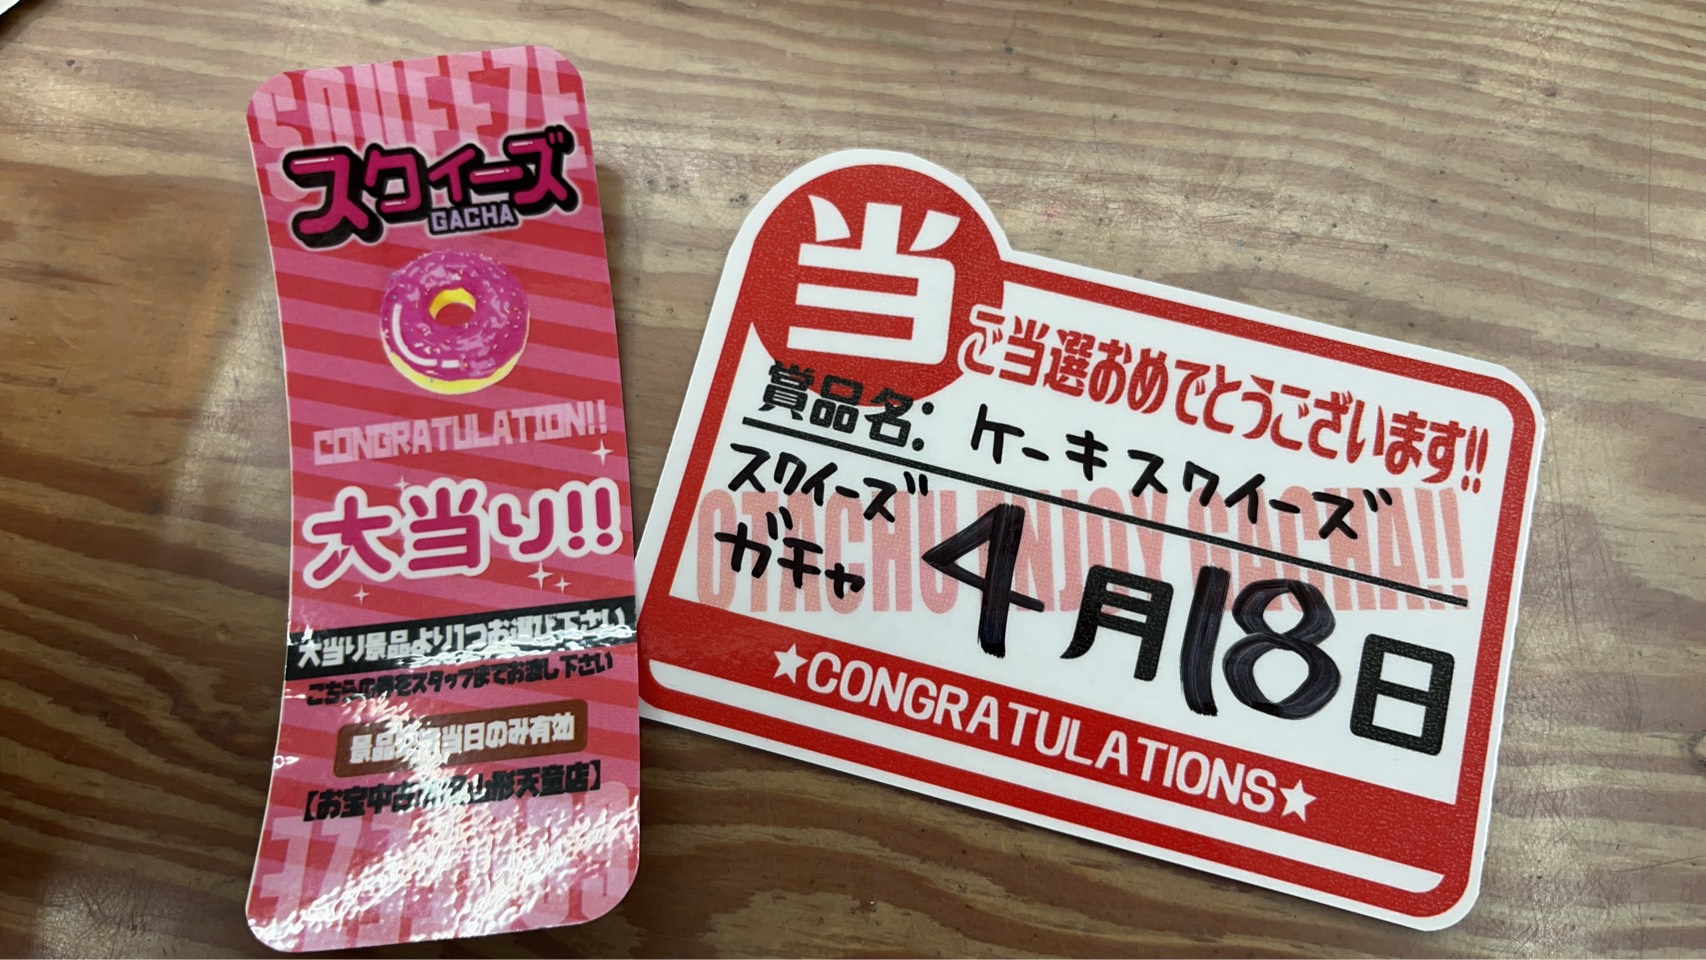 SQUEEZE
スクイーズ
GACHA
CONGRATULATION!!
大当り!!
大当り景品より1つお選び下さい
こちらの券をスタッフまでお渡し下さい
景品は当日のみ有効
【お宝中古市場山形天童店】
当
ご当選おめでとうございます!!
賞品名: ケーキスクイーズ
スクイーズ
ガチャ
4月18日
OTACHU ENJOY GACHA!!
★CONGRATULATIONS★